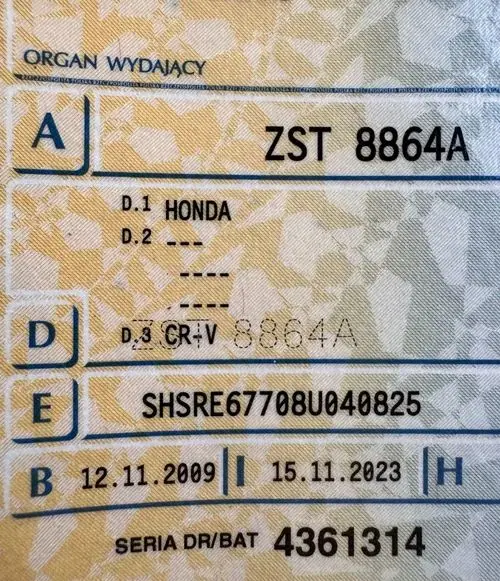 ORGAN WYDAJĄCY
A ZST 8864A
D.1 HONDA
D.2 ---
----
----
D D.3 CR-V ZST 8864A
E SHSRE67708U040825
B 12.11.2009 I 15.11.2023 H
SERIA DR/BAT 4361314